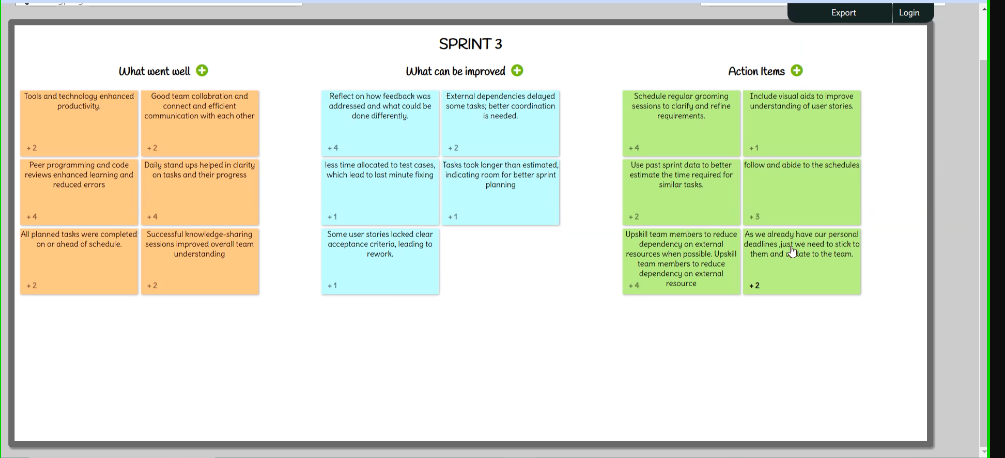 Export
Login
SPRINT 3
What went well
Tools and technology enhanced
productivity.
+2
Good team collabration and
connect and efficient
communication with each other
+2
Peer programming and code
reviews enhanced learning and
reduced errors
+4
Daily stand ups helped in clarity
on tasks and their progress
+4
All planned tasks were completed
on or ahead of schedule.
+2
Successful knowledge-sharing
sessions improved overall team
understanding
+2
What can be improved
Reflect on how feedback was
addressed and what could be
done differently.
+4
External dependencies delayed
some tasks; better coordination
is needed.
+2
less time allocated to test cases,
which lead to last minute fixing
+1
Tasks took longer than estimated,
indicating room for better sprint
planning
+1
Some user stories lacked clear
acceptance criteria, leading to
rework.
+1
Action Items
Schedule regular grooming
sessions to clarify and refine
requirements.
+4
Include visual aids to improve
understanding of user stories.
+1
Use past sprint data to better
estimate the time required for
similar tasks.
+2
follow and abide to the schedules
+3
Upskill team members to reduce
dependency on external
resources when possible. Upskill
team members to reduce
dependency on external
resource
+4
As we already have our personal
deadlines ,just we need to stick to
them and to the team.
+2